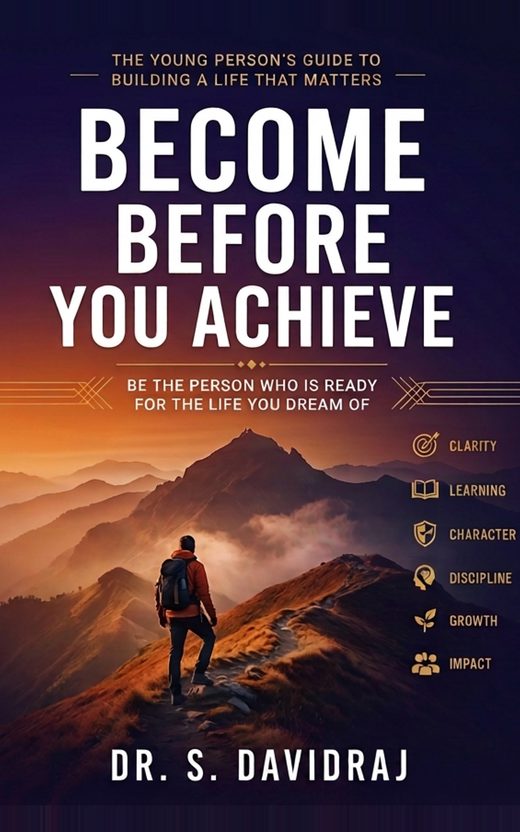 THE YOUNG PERSON'S GUIDE TO
BUILDING A LIFE THAT MATTERS
BECOME
BEFORE
YOU ACHIEVE
BE THE PERSON WHO IS READY
FOR THE LIFE YOU DREAM OF
CLARITY
LEARNING
CHARACTER
DISCIPLINE
GROWTH
IMPACT
DR. S. DAVIDRAJ